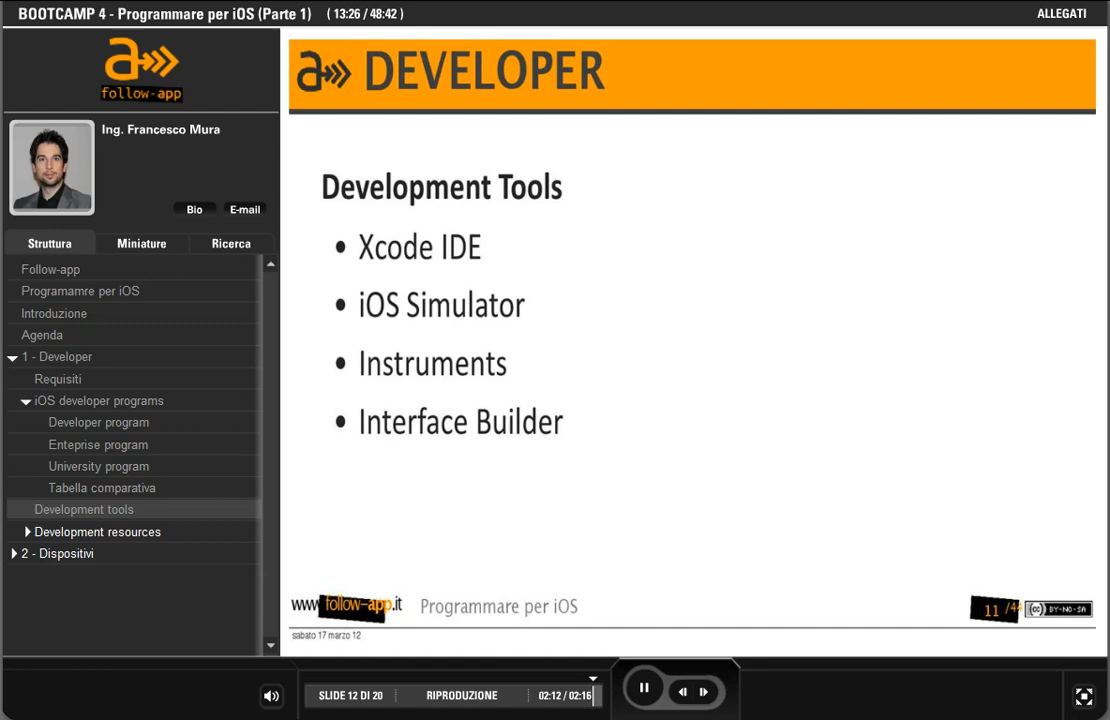 BOOTCAMP 4 - Programmare per iOS (Parte 1) ( 13:26 / 48:42 )
ALLEGATI
a
follow-app
Ing. Francesco Mura
Bio
E-mail
Struttura
Miniature
Ricerca
Follow-app
Programamre per iOS
Introduzione
Agenda
1 - Developer
Requisiti
iOS developer programs
Developer program
Enteprise program
University program
Tabella comparativa
Development tools
Development resources
2 - Dispositivi
a DEVELOPER
Development Tools
• Xcode IDE
• iOS Simulator
• Instruments
• Interface Builder
www.follow-app.it
Programmare per iOS
11
cc BY-NO-SA
sabato 17 marzo 12
SLIDE 12 DI 20
RIPRODUZIONE
02:12 / 02:16